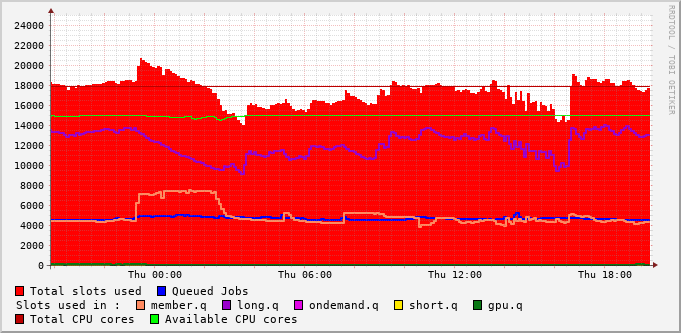 24000
22000
20000
18000
16000
14000
12000
10000
8000
6000
4000
2000
0
Thu 00:00 Thu 06:00 Thu 12:00 Thu 18:00
Total slots used Queued Jobs
Slots used in : member.q long.q ondemand.q short.q gpu.q
Total CPU cores Available CPU cores
RRDTOOL / TOBI OETIKER